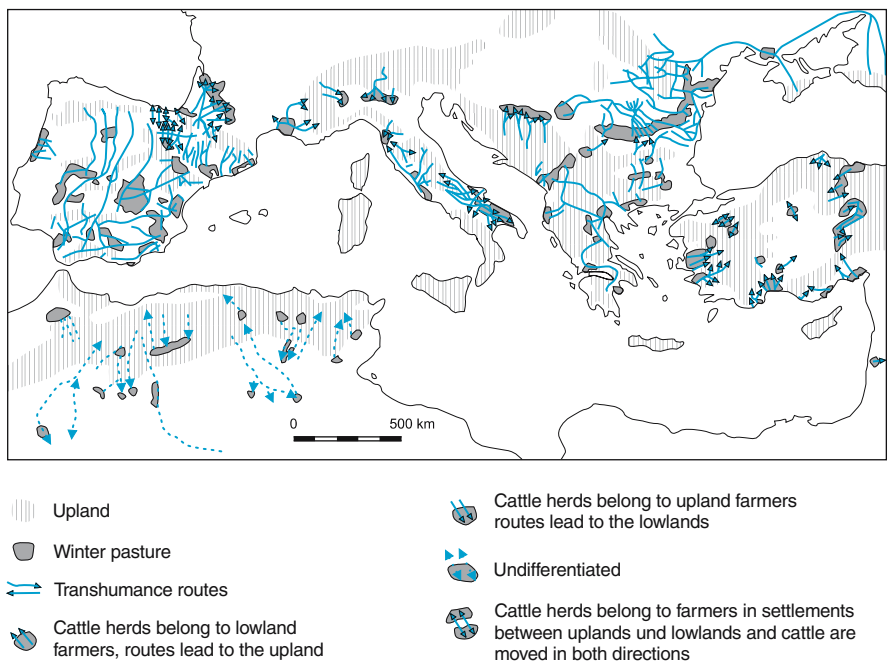 0 500 km
Upland
Winter pasture
Transhumance routes
Cattle herds belong to lowland
farmers, routes lead to the upland
Cattle herds belong to upland farmers
routes lead to the lowlands
Undifferentiated
Cattle herds belong to farmers in settlements
between uplands und lowlands and cattle are
moved in both directions